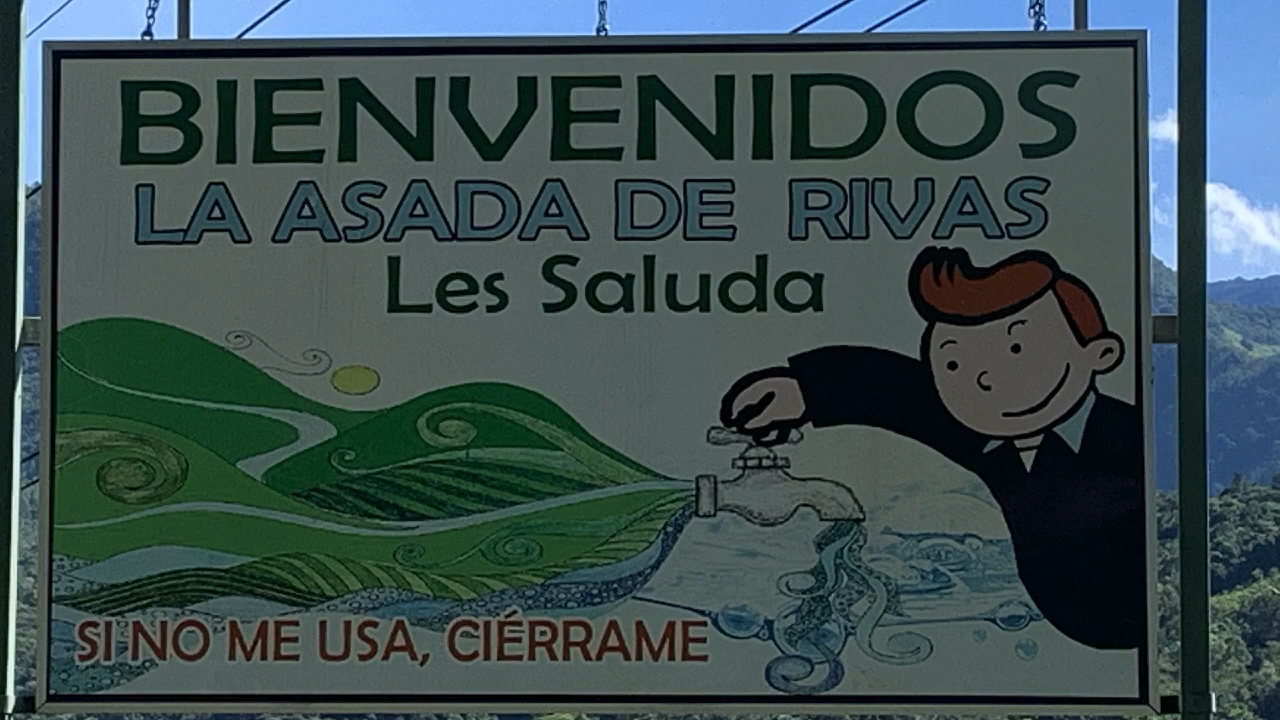 BIENVENIDOS
LA ASADA DE RIVAS
Les Saluda
SI NO ME USA, CIÉRRAME